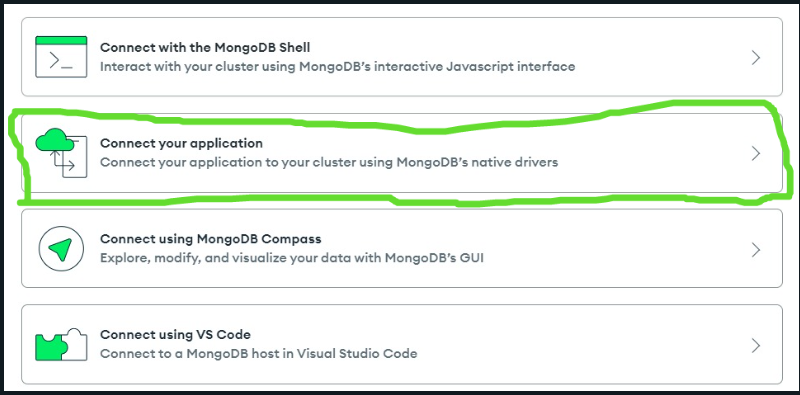 Connect with the MongoDB Shell
Interact with your cluster using MongoDB's interactive Javascript interface
Connect your application
Connect your application to your cluster using MongoDB's native drivers
Connect using MongoDB Compass
Explore, modify, and visualize your data with MongoDB's GUI
Connect using VS Code
Connect to a MongoDB host in Visual Studio Code